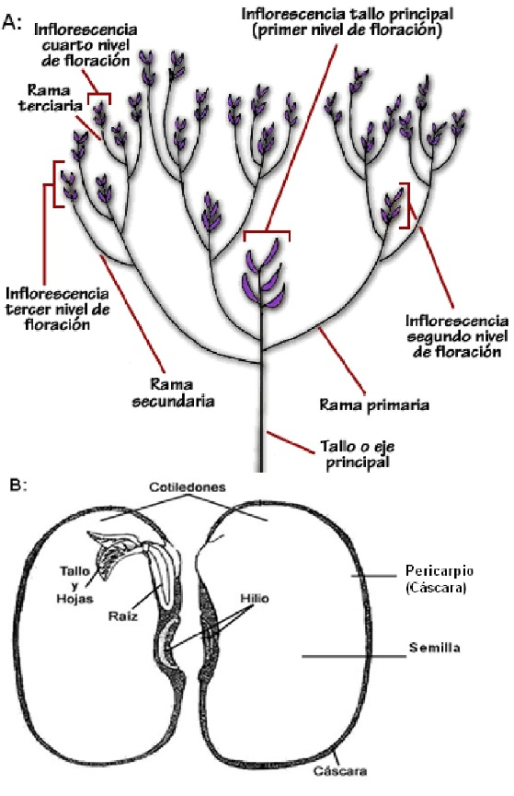 A:
Inflorescencia
cuarto nivel
de floración
Inflorescencia tallo principal
(primer nivel de floración)
Rama
terciaria
Inflorescencia
tercer nivel de
floración
Inflorescencia
segundo nivel
de floración
Rama
secundaria
Rama primaria
Tallo o eje
principal
B:
Cotiledones
Tallo
y
Hojas
Raíz
Hilio
Pericarpio
(Cáscara)
Semilla
Cáscara